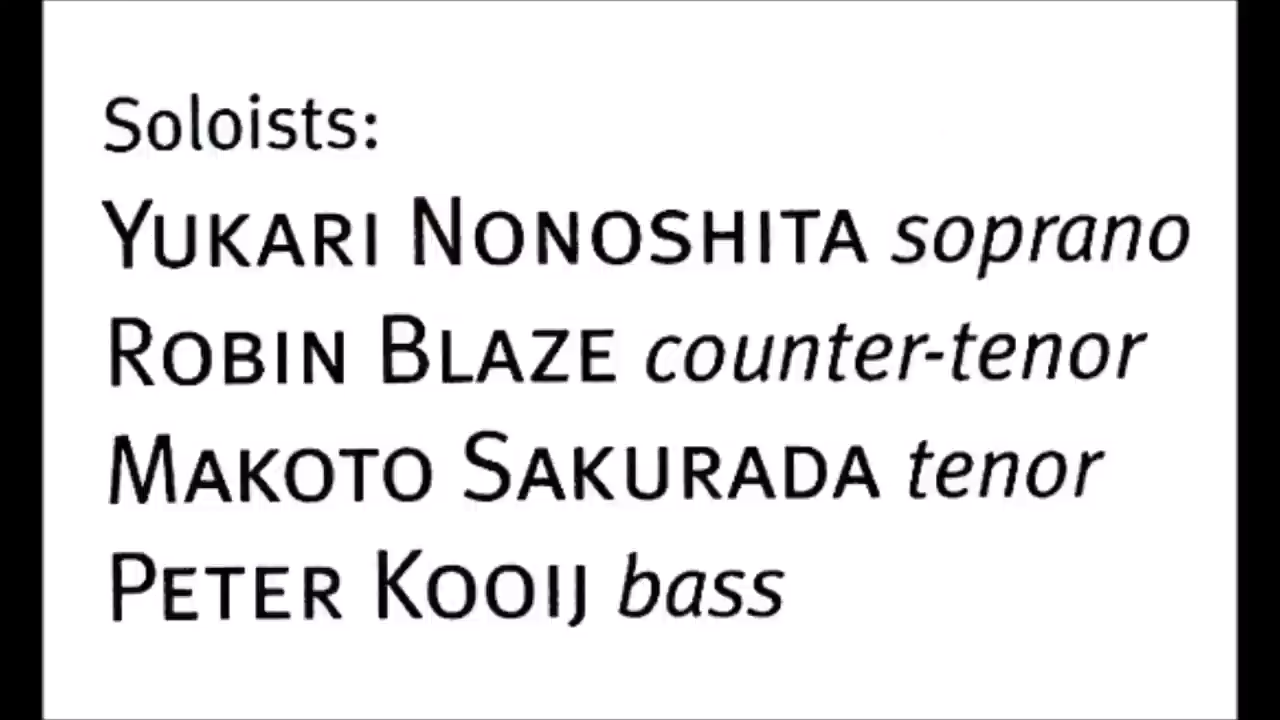 Soloists:
YUKARI NONOSHITA soprano
ROBIN BLAZE counter-tenor
MAKOTO SAKURADA tenor
PETER KOOIJ bass